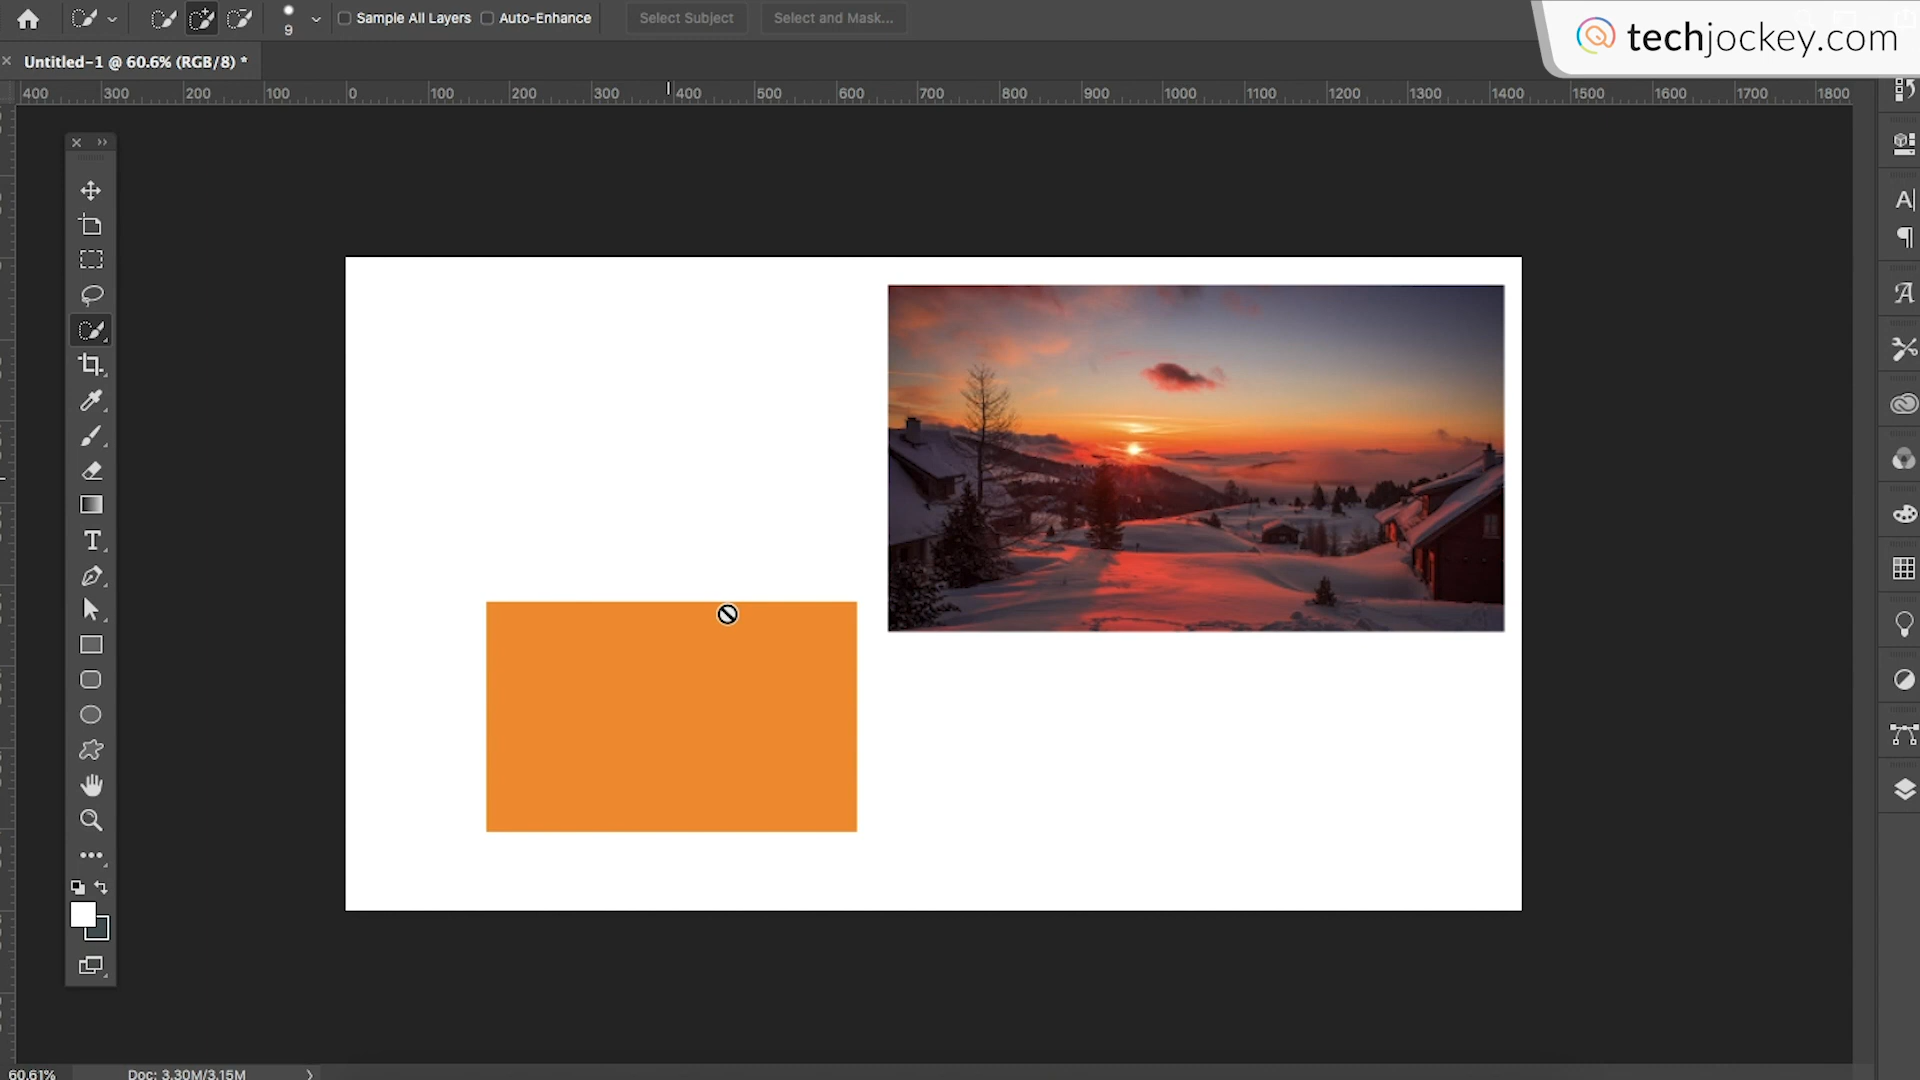 Sample All Layers Auto-Enhance Select Subject Select and Mask...
9
techjockey.com
Untitled-1 @ 60.6% (RGB/8) *
400 300 200 100 0 100 200 300 400 500 600 700 800 900 1000 1100 1200 1300 1400 1500 1600 1700 1800
60.61% Doc: 3.30M/3.15M